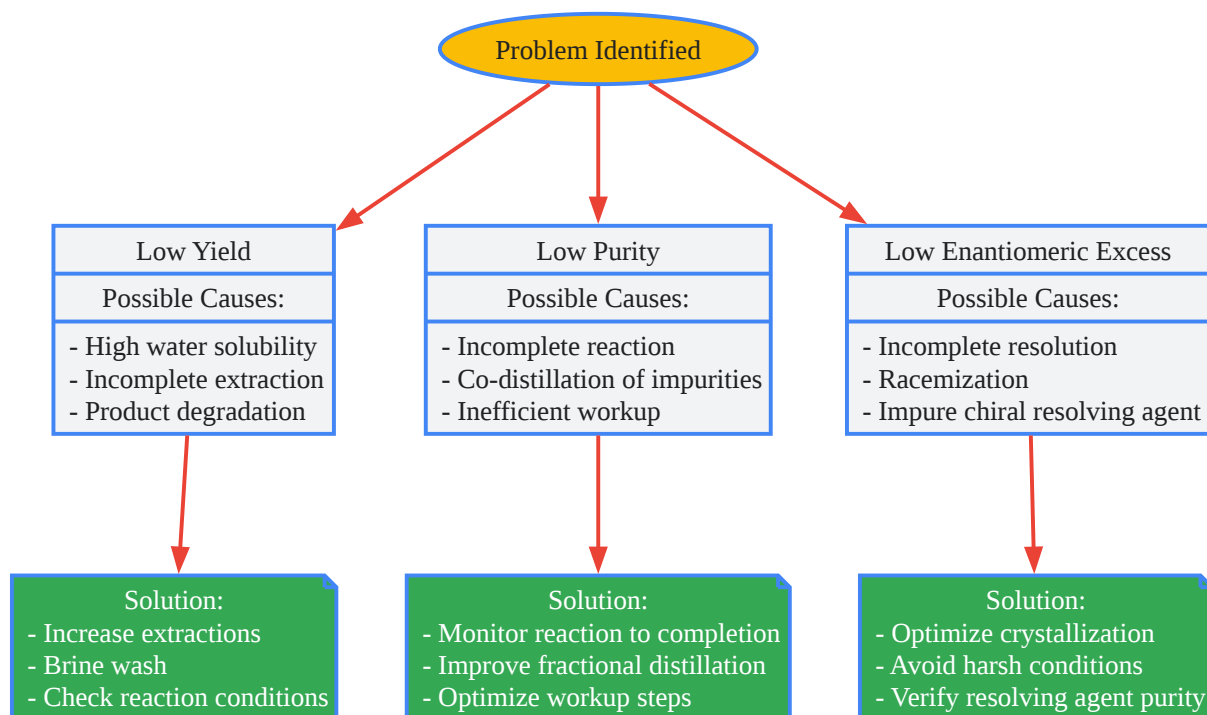 Problem Identified
Low Yield
Possible Causes:
- High water solubility
- Incomplete extraction
- Product degradation
Low Purity
Possible Causes:
- Incomplete reaction
- Co-distillation of impurities
- Inefficient workup
Low Enantiomeric Excess
Possible Causes:
- Incomplete resolution
- Racemization
- Impure chiral resolving agent
Solution:
- Increase extractions
- Brine wash
- Check reaction conditions
Solution:
- Monitor reaction to completion
- Improve fractional distillation
- Optimize workup steps
Solution:
- Optimize crystallization
- Avoid harsh conditions
- Verify resolving agent purity